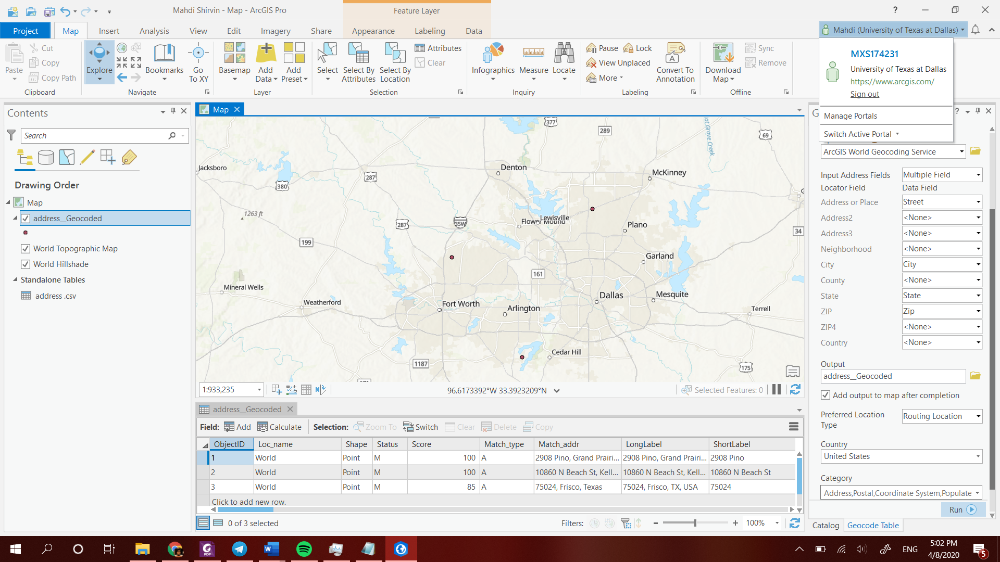 Mahdi Shirvin - Map - ArcGIS Pro
Feature Layer
?
Project
Map
Insert
Analysis
View
Edit
Imagery
Share
Appearance
Labeling
Data
Mahdi (University of Texas at Dallas)
Paste
Cut
Copy
Copy Path
Clipboard
Explore
Bookmarks
Go
To XY
Navigate
Basemap
Add
Data
Add
Preset
Layer
Select
Select By
Attributes
Select By
Location
Attributes
Clear
Selection
Infographics
Measure
Locate
Inquiry
Pause
Lock
View Unplaced
More
Convert To
Annotation
Labeling
Download
Map
Sync
Remove
Offline
MXS174231
University of Texas at Dallas
https://www.arcgis.com/
Sign out
Manage Portals
Switch Active Portal
Contents
Search
Drawing Order
Map
address__Geocoded
World Topographic Map
World Hillshade
Standalone Tables
address .csv
Map
377
289
69
Jacksboro
287
380
Denton
McKinney
1263 ft
287
35W
Lewisville
Flower Mound
Plano
34
199
161
Garland
Mineral Wells
Weatherford
Fort Worth
Arlington
Dallas
Mesquite
Terrell
1187
Cedar Hill
175
1:933,235
N
96.6173392°W 33.3923209°N
Selected Features: 0
address__Geocoded
Field:
Add
Calculate
Selection:
Zoom To
Switch
Clear
Delete
Copy
ObjectID Loc_name Shape Status Score Match_type Match_addr LongLabel ShortLabel
1 World Point M 100 A 2908 Pino, Grand Prairi... 2908 Pino, Grand Prairi... 2908 Pino
2 World Point M 100 A 10860 N Beach St, Kell... 10860 N Beach St, Kell... 10860 N Beach St
3 World Point M 85 A 75024, Frisco, Texas 75024, Frisco, TX, USA 75024
Click to add new row.
0 of 3 selected
Filters:
100%
G
?
ArcGIS World Geocoding Service
Input Address Fields Multiple Field
Locator Field Data Field
Address or Place Street
Address2 <None>
Address3 <None>
Neighborhood <None>
City City
County <None>
State State
ZIP Zip
ZIP4 <None>
Country <None>
Output
address__Geocoded
Add output to map after completion
Preferred Location
Type
Routing Location
Country
United States
Category
Address,Postal,Coordinate System,Populate
Run
Catalog
Geocode Table
PDF
ENG
5:02 PM
4/8/2020
5